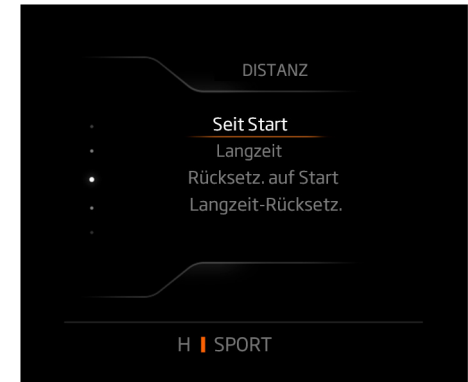 DISTANZ
Seit Start
Langzeit
Rücksetz. auf Start
Langzeit-Rücksetz.
H SPORT